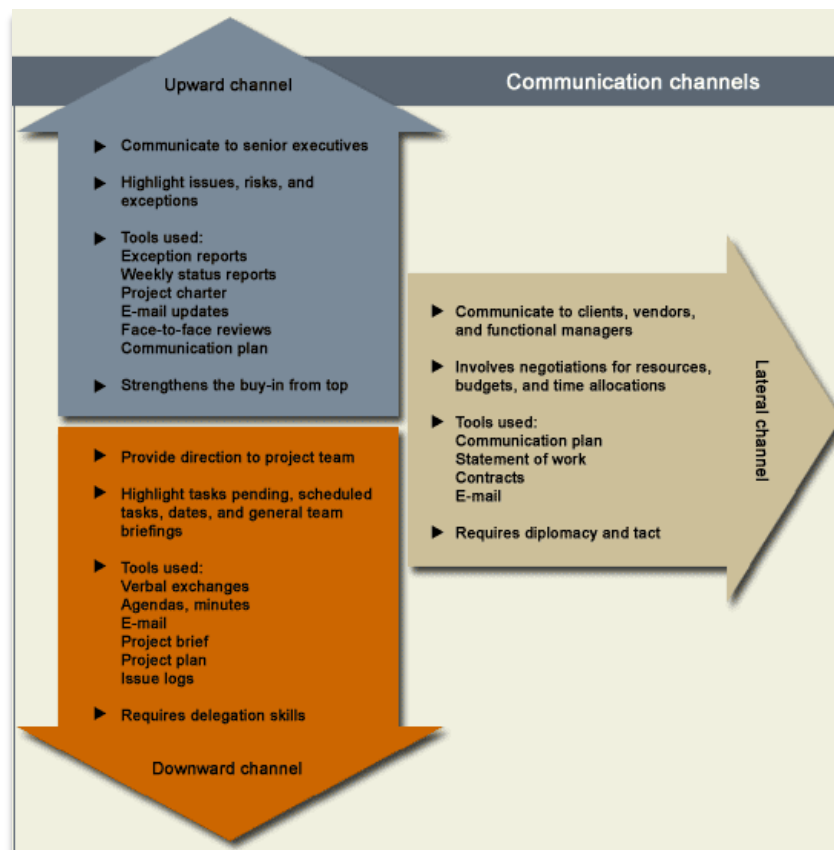 Communication channels
Upward channel
Communicate to senior executives
Highlight issues, risks, and
exceptions
Tools used:
Exception reports
Weekly status reports
Project charter
E-mail updates
Face-to-face reviews
Communication plan
Strengthens the buy-in from top
Communicate to clients, vendors,
and functional managers
Involves negotiations for resources,
budgets, and time allocations
Tools used:
Communication plan
Statement of work
Contracts
E-mail
Requires diplomacy and tact
Lateral channel
Provide direction to project team
Highlight tasks pending, scheduled
tasks, dates, and general team
briefings
Tools used:
Verbal exchanges
Agendas, minutes
E-mail
Project brief
Project plan
Issue logs
Requires delegation skills
Downward channel